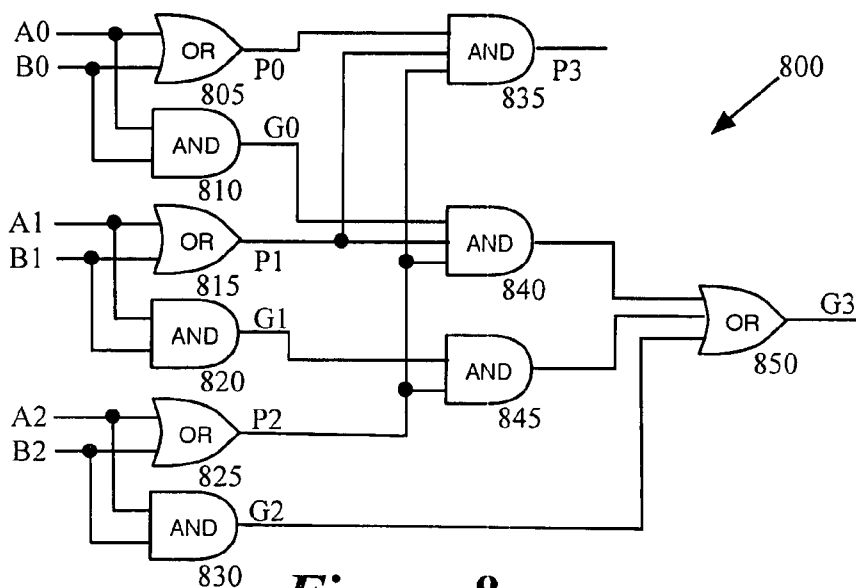 A0
B0
OR
805
P0
AND
835
P3
800
AND
810
G0
A1
B1
OR
815
P1
AND
840
AND
820
G1
AND
845
OR
850
G3
A2
B2
OR
825
P2
AND
830
G2